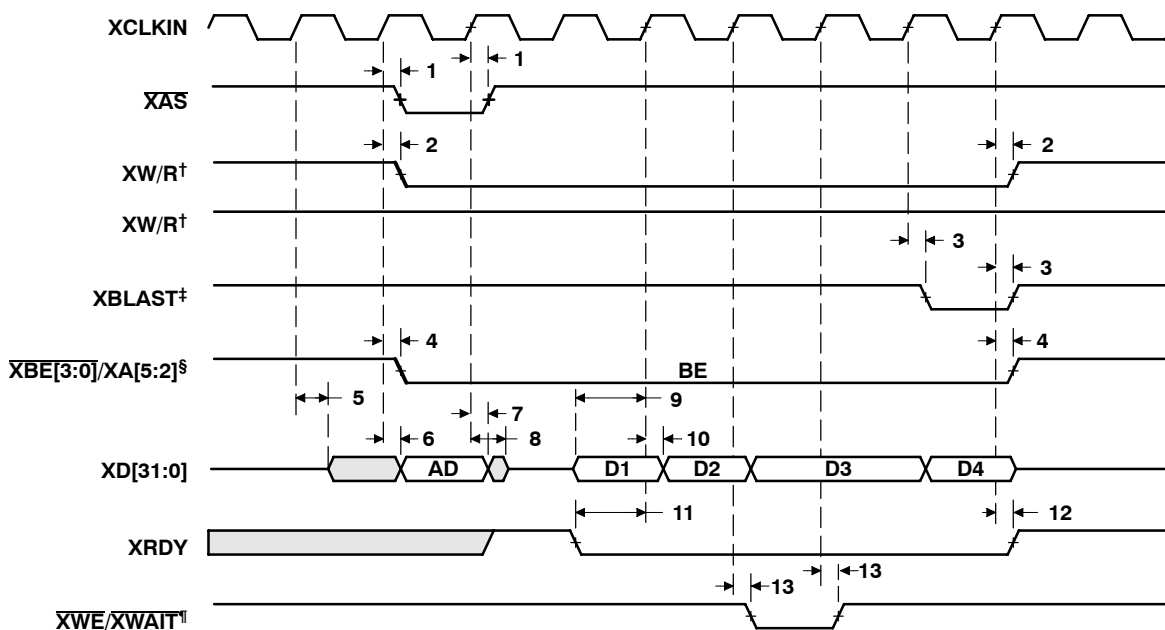 XCLKIN
1
1
XAS
2
2
XW/R†
XW/R†
3
3
XBLAST‡
4
4
XBE[3:0]/XA[5:2]§
BE
5
7
9
6
8
10
XD[31:0]
AD
D1
D2
D3
D4
11
12
XRDY
13
13
XWE/XWAIT¶